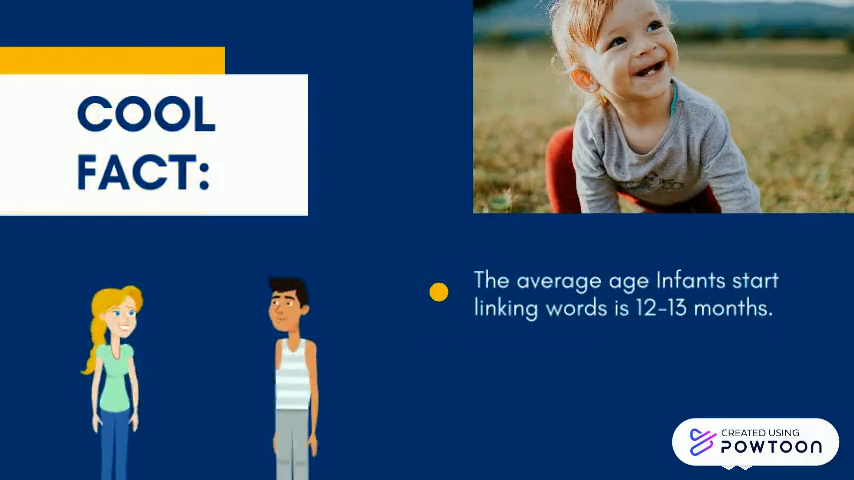 COOL
FACT:
The average age Infants start
linking words is 12-13 months.
CREATED USING
POWTOON